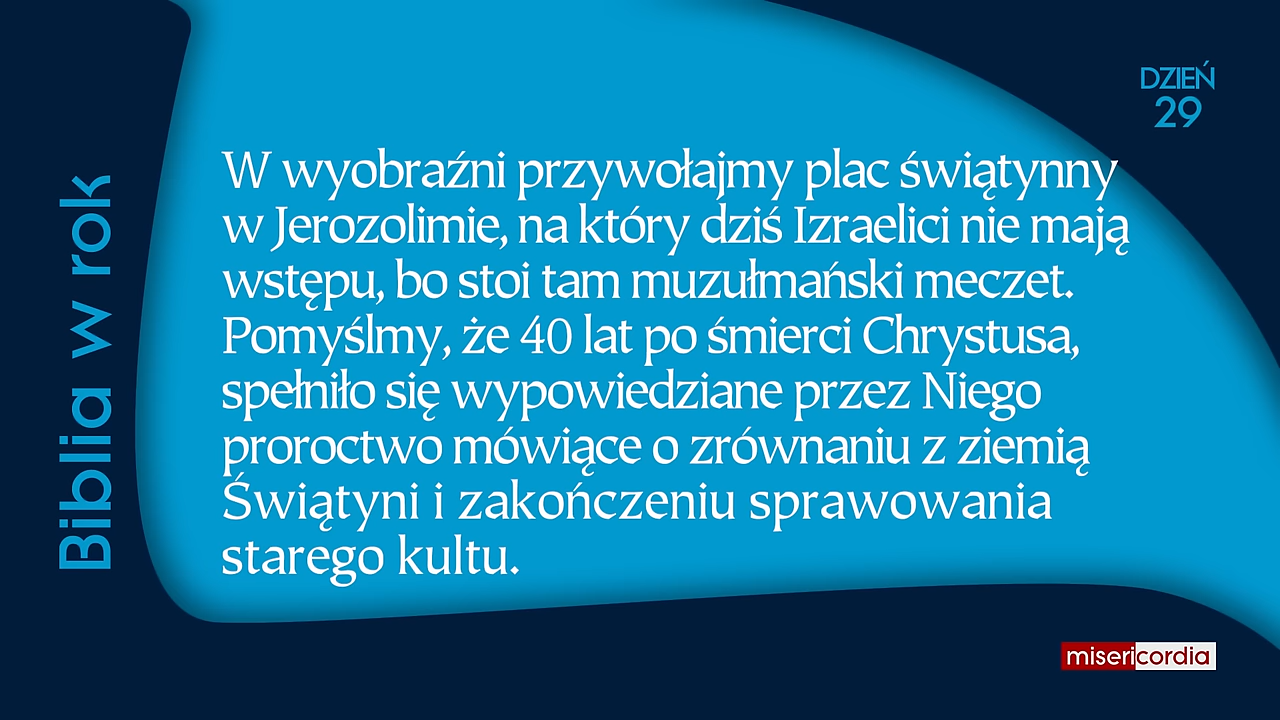 DZIEŃ
29
Biblia w rok
W wyobraźni przywołajmy plac świątynny
w Jerozolimie, na który dziś Izraelici nie mają
wstępu, bo stoi tam muzułmański meczet.
Pomyślmy, że 40 lat po śmierci Chrystusa,
spełniło się wypowiedziane przez Niego
proroctwo mówiące o zrównaniu z ziemią
Świątyni i zakończeniu sprawowania
starego kultu.
misericordia